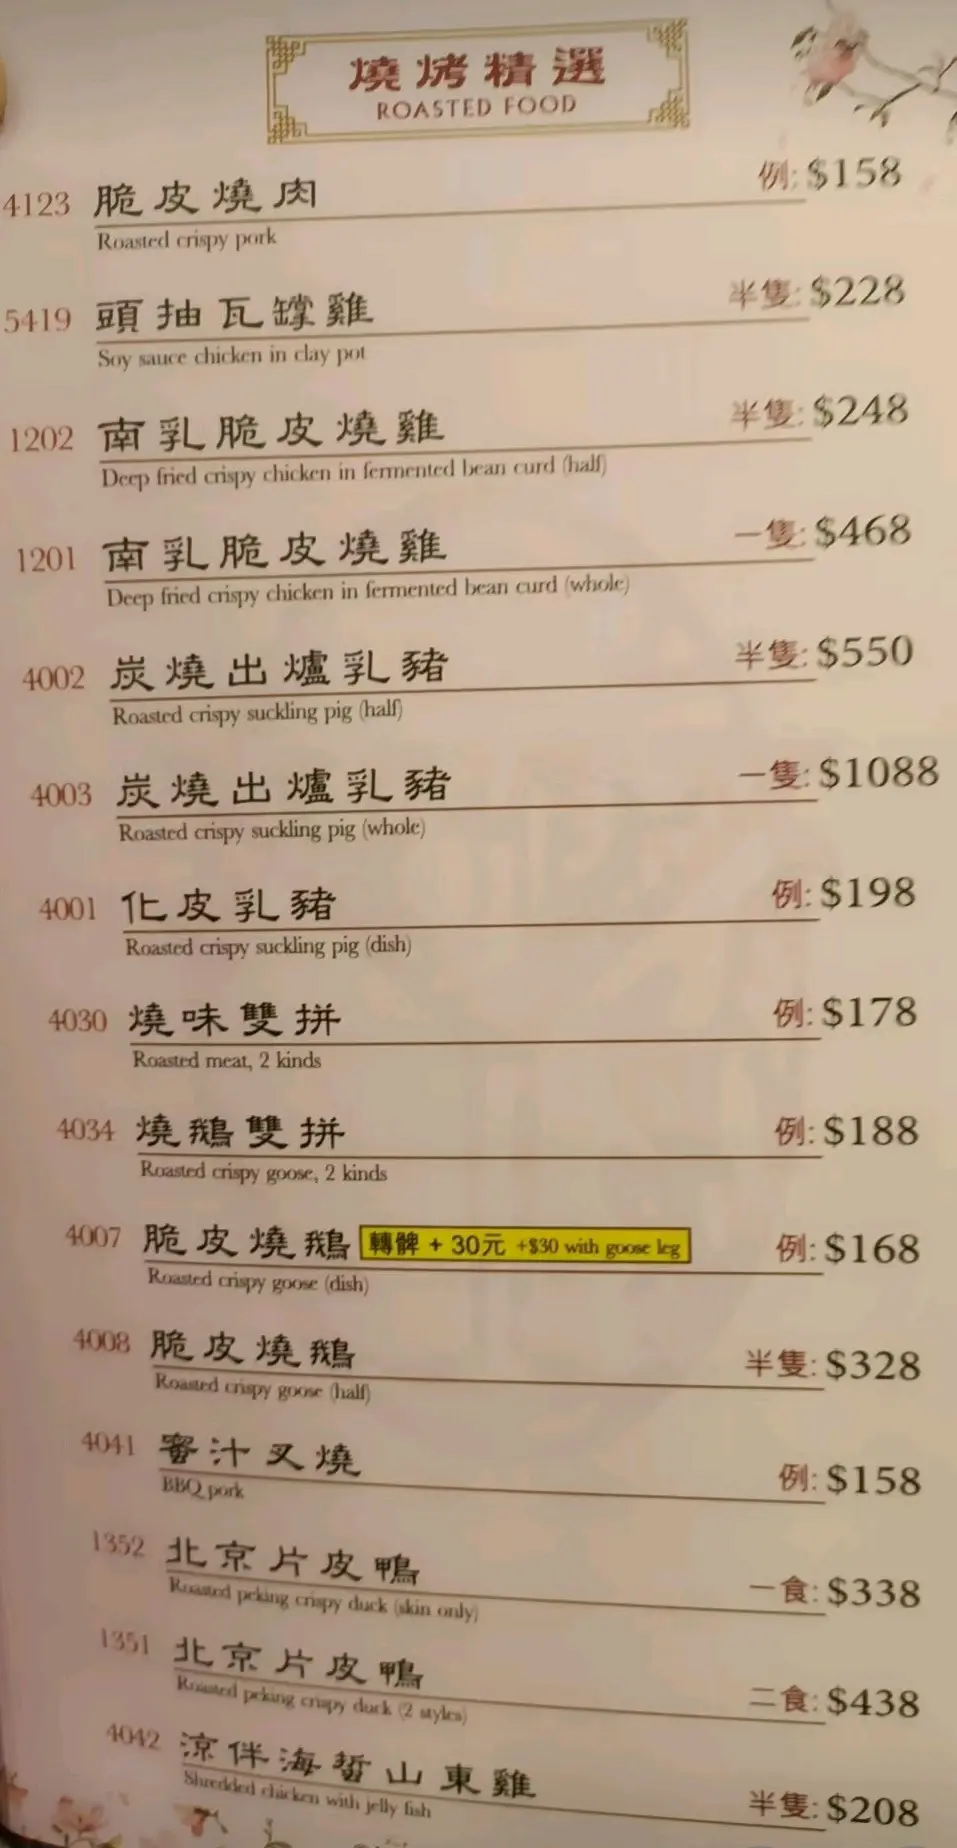 燒烤精選
ROASTED FOOD
4123 脆皮燒肉 例: $158
Roasted crispy pork
5419 頭抽瓦罉雞 半隻: $228
Soy sauce chicken in clay pot
1202 南乳脆皮燒雞 半隻: $248
Deep fried crispy chicken in fermented bean curd (half)
1201 南乳脆皮燒雞 一隻: $468
Deep fried crispy chicken in fermented bean curd (whole)
4002 炭燒出爐乳豬 半隻: $550
Roasted crispy suckling pig (half)
4003 炭燒出爐乳豬 一隻: $1088
Roasted crispy suckling pig (whole)
4001 化皮乳豬 例: $198
Roasted crispy suckling pig (dish)
4030 燒味雙拼 例: $178
Roasted meat, 2 kinds
4034 燒鵝雙拼 例: $188
Roasted crispy goose, 2 kinds
4007 脆皮燒鵝 轉髀 + 30元 +$30 with goose leg 例: $168
Roasted crispy goose (dish)
4008 脆皮燒鵝 半隻: $328
Roasted crispy goose (half)
4041 蜜汁叉燒 例: $158
BBQ pork
1352 北京片皮鴨 一食: $338
Roasted peking crispy duck (skin only)
1351 北京片皮鴨 二食: $438
Roasted peking crispy duck (2 styles)
4042 涼伴海蜇山東雞 半隻: $208
Shredded chicken with jelly fish